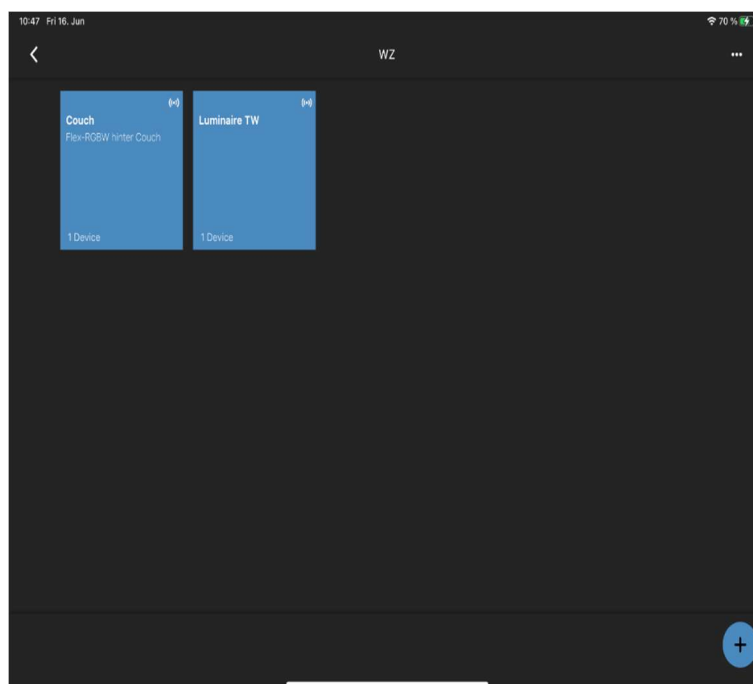 10:47 Fri 16. Jun 70 %
WZ
Couch
Flex-RGBW hinter Couch
1 Device
Luminaire TW
1 Device